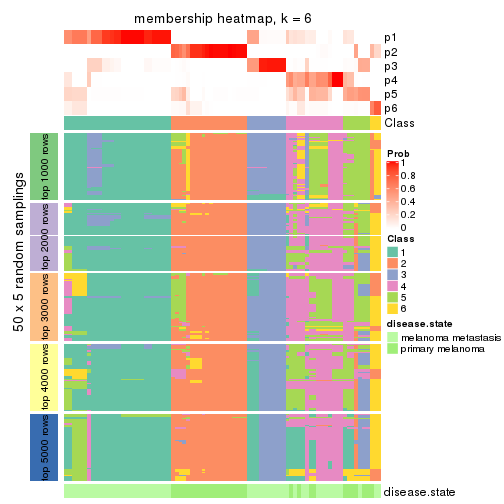 membership heatmap, k = 6
p1
p2
p3
p4
p5
p6
Class
50 x 5 random samplings
top 1000 rows
top 2000 rows
top 3000 rows
top 4000 rows
top 5000 rows
Prob
1
0.8
0.6
0.4
0.2
0
Class
1
2
3
4
5
6
disease.state
melanoma metastasis
primary melanoma
disease.state